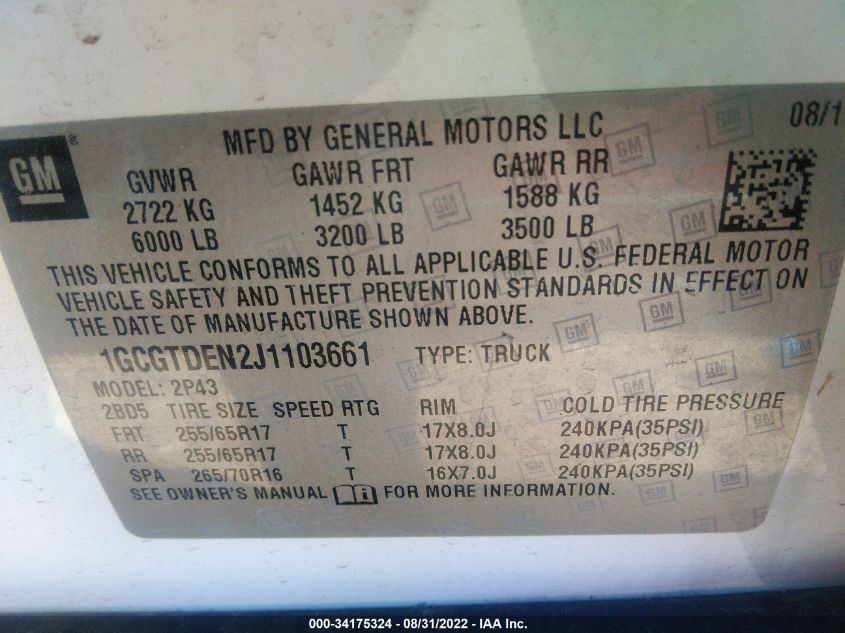 GM
MFD BY GENERAL MOTORS LLC 08/1
GVWR GAWR FRT GAWR RR
2722 KG 1452 KG 1588 KG
6000 LB 3200 LB 3500 LB
THIS VEHICLE CONFORMS TO ALL APPLICABLE U.S. FEDERAL MOTOR
VEHICLE SAFETY AND THEFT PREVENTION STANDARDS IN EFFECT ON
THE DATE OF MANUFACTURE SHOWN ABOVE.
1GCGTDEN2J1103661 TYPE: TRUCK
MODEL: 2P43
2BD5 TIRE SIZE SPEED RTG RIM COLD TIRE PRESSURE
FRT 255/65R17 T 17X8.0J 240KPA(35PSI)
RR 255/65R17 T 17X8.0J 240KPA(35PSI)
SPA 265/70R16 T 16X7.0J 240KPA(35PSI)
SEE OWNER'S MANUAL FOR MORE INFORMATION.
000-34175324 - 08/31/2022 - IAA Inc.